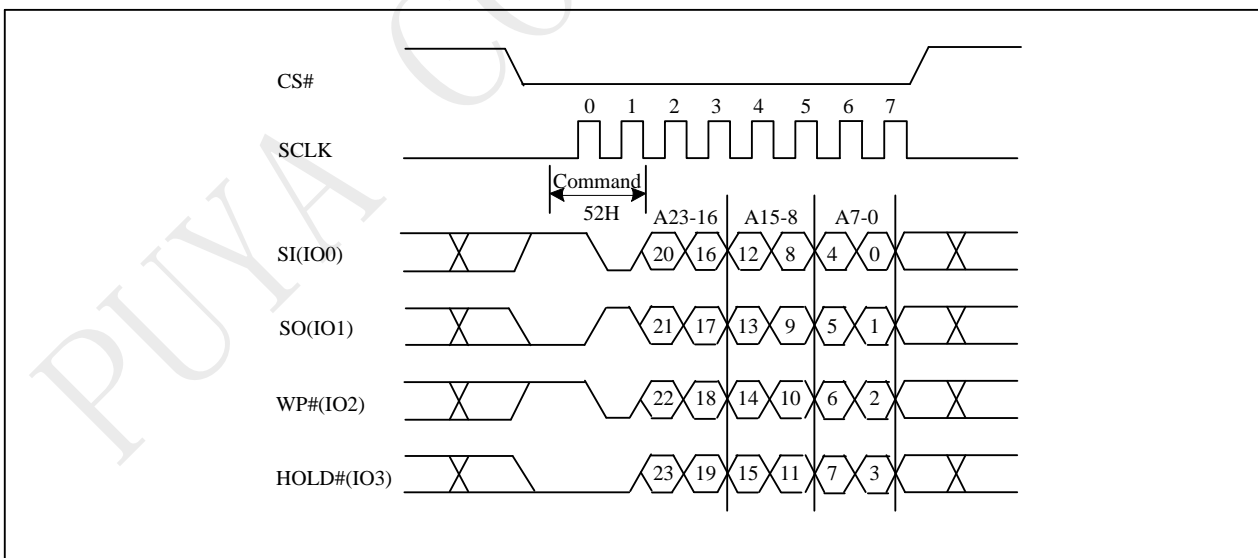 PUYA CO
CS#
0 1 2 3 4 5 6 7
SCLK
Command
52H
A23-16 A15-8 A7-0
SI(IO0) 20 16 12 8 4 0
SO(IO1) 21 17 13 9 5 1
WP#(IO2) 22 18 14 10 6 2
HOLD#(IO3) 23 19 15 11 7 3